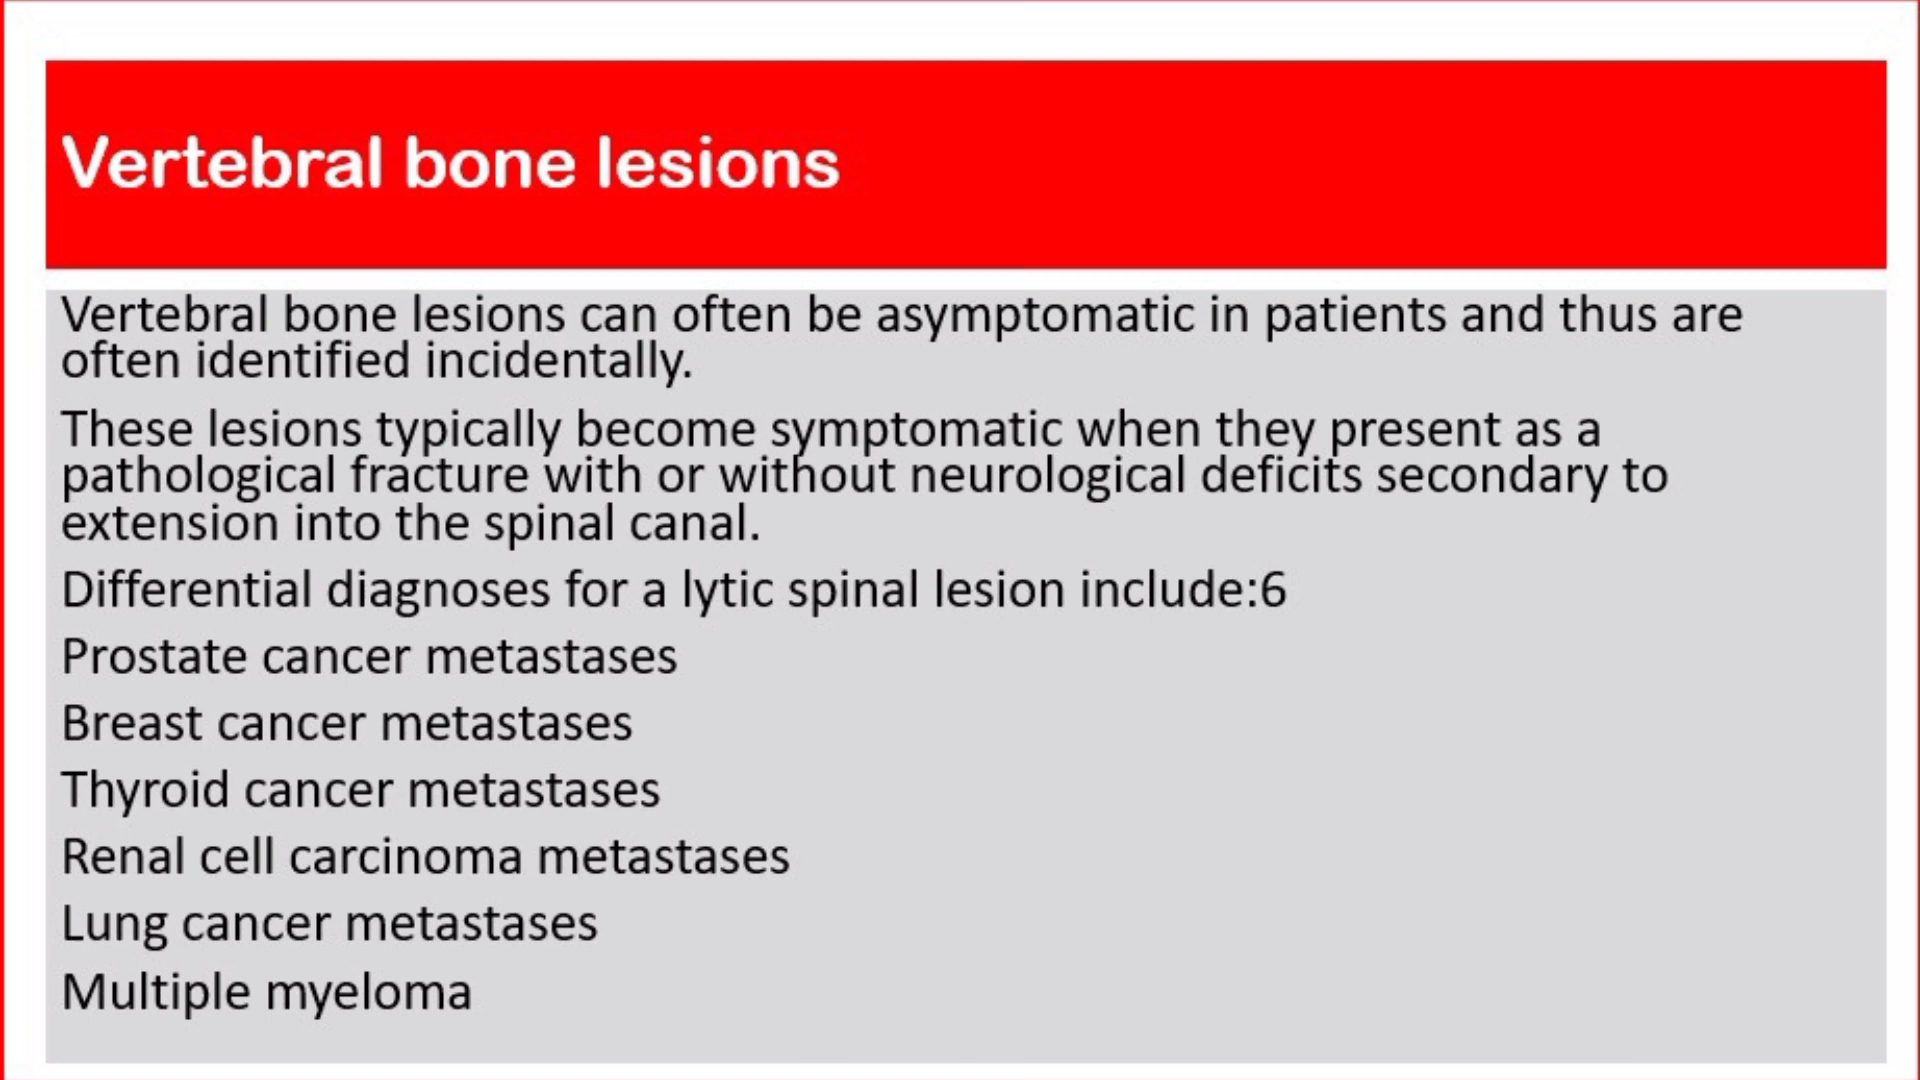 Vertebral bone lesions
Vertebral bone lesions can often be asymptomatic in patients and thus are
often identified incidentally.
These lesions typically become symptomatic when they present as a
pathological fracture with or without neurological deficits secondary to
extension into the spinal canal.
Differential diagnoses for a lytic spinal lesion include:6
Prostate cancer metastases
Breast cancer metastases
Thyroid cancer metastases
Renal cell carcinoma metastases
Lung cancer metastases
Multiple myeloma